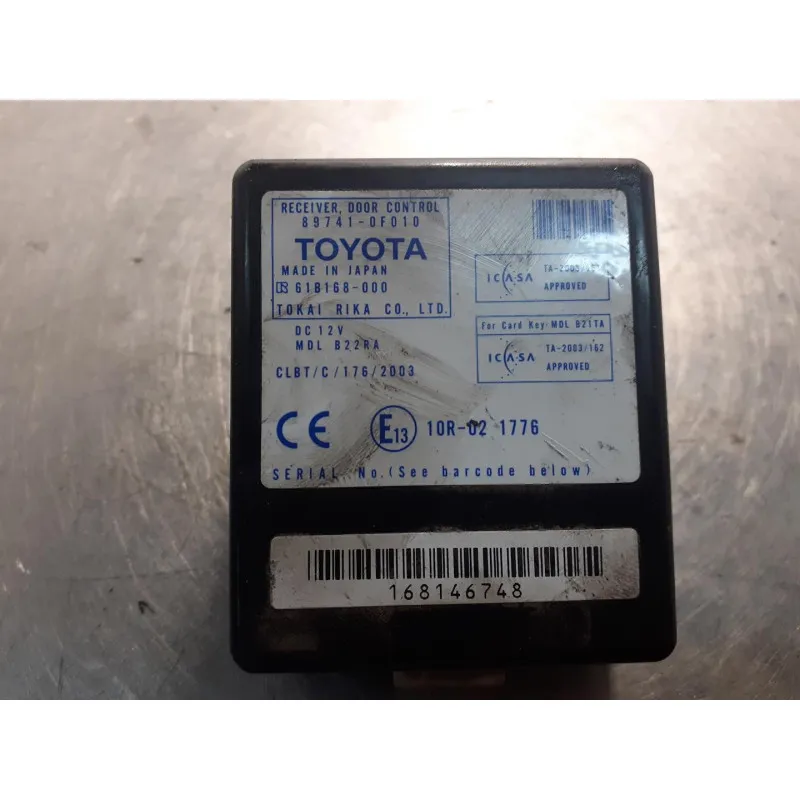 RECEIVER, DOOR CONTROL
89741-0F010
TOYOTA
MADE IN JAPAN
618168-000
TOKAI RIKA CO., LTD.
DC 12V
MDL B22RA
CLBT/C/176/2003
ICASA
APPROVED
For Card Key:MDL B21TA
ICASA TA-2003/162
APPROVED
CE E13 10R-02 1776
SERIAL No.(See barcode below)
168146748